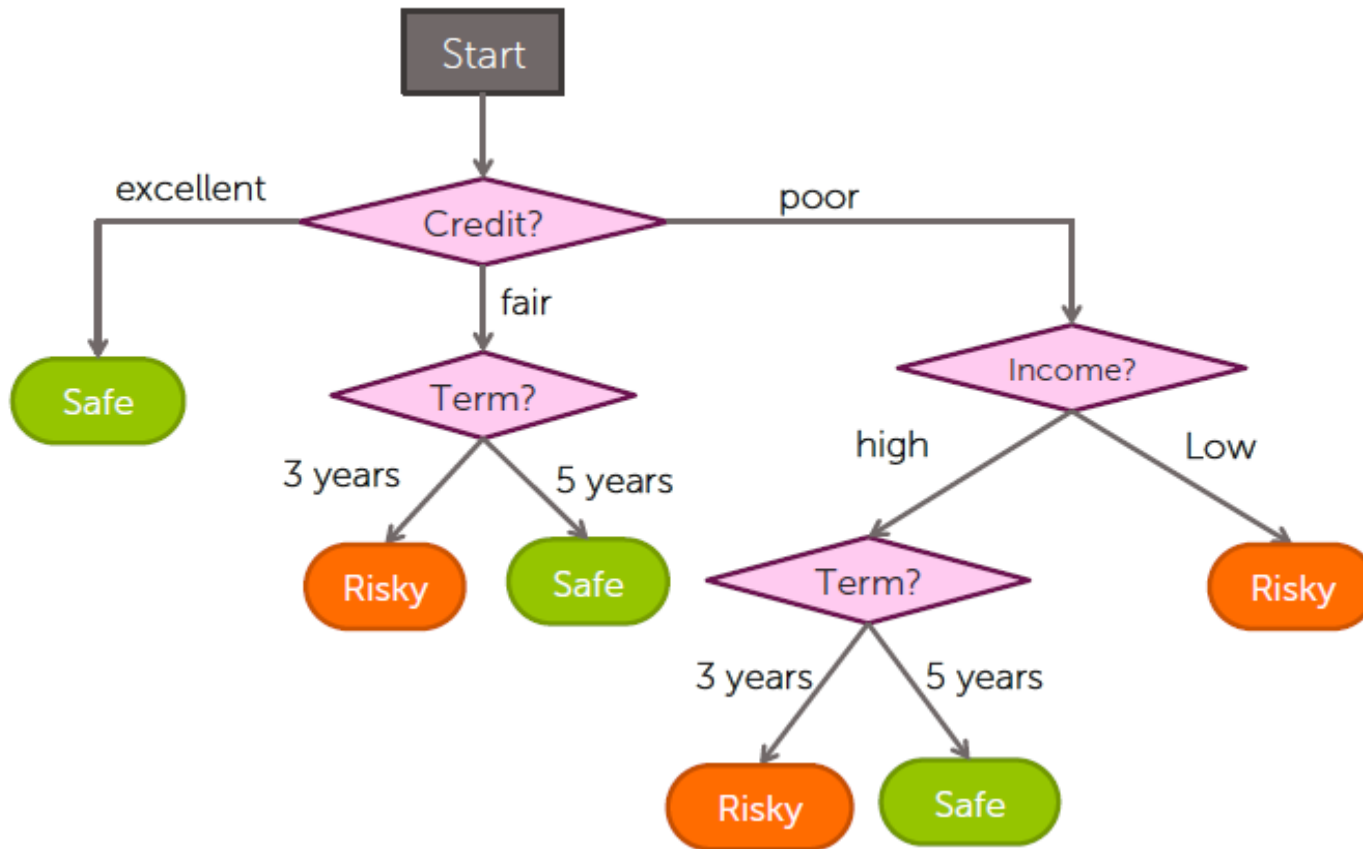 Start
excellent
Credit?
poor
fair
Safe
Term?
Income?
3 years
5 years
high
Low
Risky
Safe
Term?
Risky
3 years
5 years
Risky
Safe